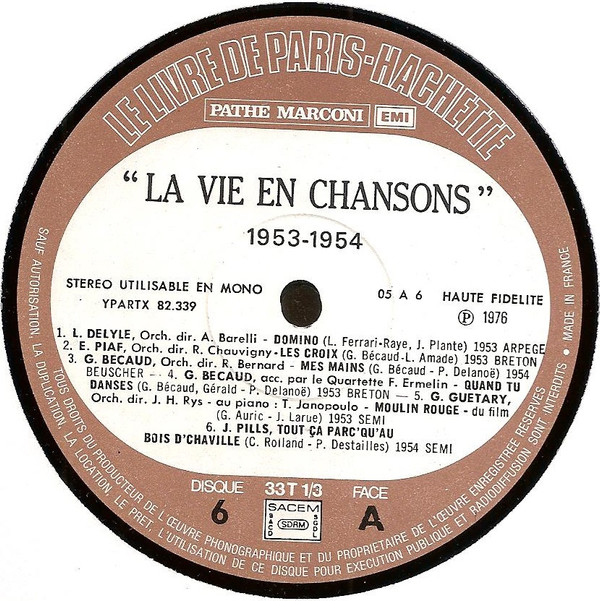 LE LIVRE DE PARIS-HACHETTE
PATHE MARCONI EMI
“LA VIE EN CHANSONS”
1953-1954
STEREO UTILISABLE EN MONO
YPARTX 82.339
05 A 6 HAUTE FIDELITE
Ⓟ 1976
1. L. DELYLE, Orch. dir. A. Barelli - DOMINO (L. Ferrari-Raye, J. Plante) 1953 ARPEGE
2. E. PIAF, Orch. dir. R. Chauvigny - LES CROIX (G. Bécaud-L. Amade) 1953 BRETON
3. G. BECAUD, Orch. dir. R. Bernard - MES MAINS (G. Bécaud - P. Delanoë) 1954
BEUSCHER — 4. G. BECAUD, acc. par le Quartette F. Ermelin - QUAND TU
DANSES (G. Bécaud, Gérald - P. Delanoë) 1953 BRETON — 5. G. GUETARY,
Orch. dir. J. H. Rys - au piano : T. Janopoulo - MOULIN ROUGE - du film
(G. Auric - J. Larue) 1953 SEMI
6. J. PILLS, TOUT ÇA PARC'QU'AU
BOIS D'CHAVILLE (C. Rolland - P. Destailles) 1954 SEMI
DISQUE 33T 1/3 FACE
6 A
SACEM
SACD SDRM SGDL
SAUF AUTORISATION, LA DUPLICATION, LA LOCATION, LE PRET, L'UTILISATION DE CE DISQUE POUR EXECUTION PUBLIQUE ET RADIODIFFUSION SONT INTERDITS • MADE IN FRANCE
TOUS DROITS DU PRODUCTEUR DE L'ŒUVRE PHONOGRAPHIQUE ET DU PROPRIETAIRE DE L'ŒUVRE ENREGISTREE RESERVES